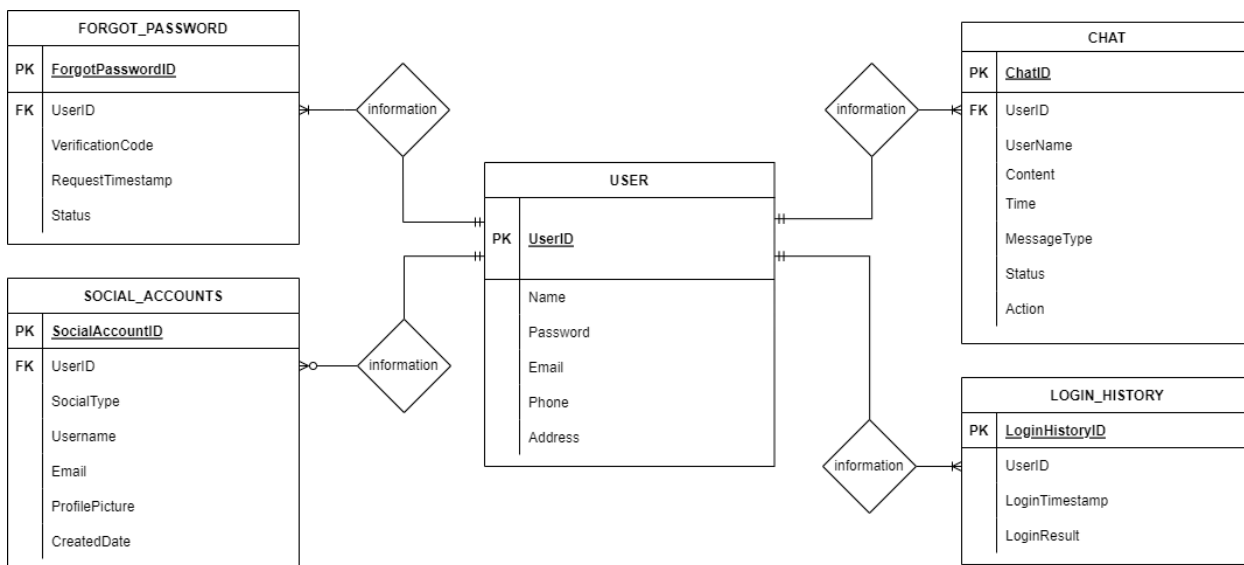 FORGOT_PASSWORD
PK ForgotPasswordID
FK UserID
VerificationCode
RequestTimestamp
Status
information
SOCIAL_ACCOUNTS
PK SocialAccountID
FK UserID
SocialType
Username
Email
ProfilePicture
CreatedDate
information
USER
PK UserID
Name
Password
Email
Phone
Address
information
CHAT
PK ChatID
FK UserID
UserName
Content
Time
MessageType
Status
Action
information
LOGIN_HISTORY
PK LoginHistoryID
UserID
LoginTimestamp
LoginResult